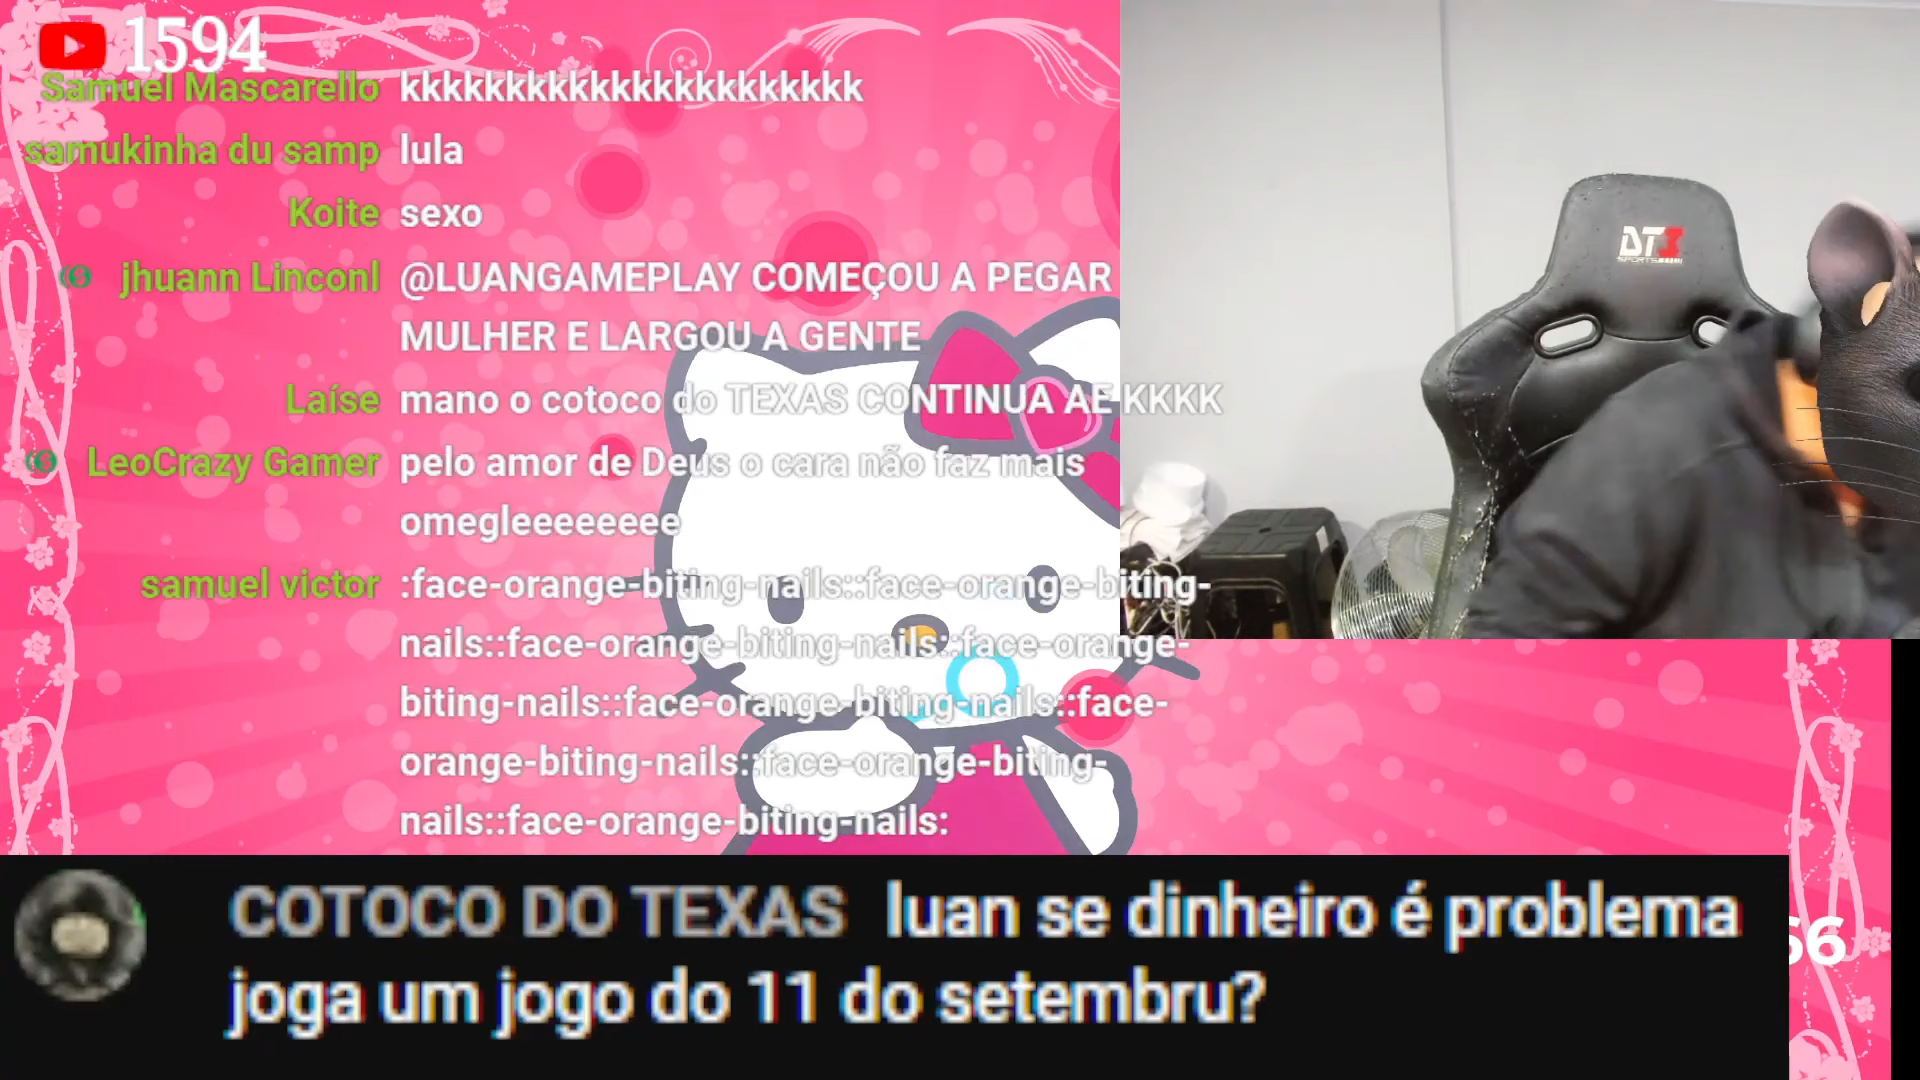 1594
Samuel Mascarello kkkkkkkkkkkkkkkkkkkkkk
samukinha du samp lula
Koite sexo
jhuann Linconl @LUANGAMEPLAY COMEÇOU A PEGAR
MULHER E LARGOU A GENTE
Laíse mano o cotoco do TEXAS CONTINUA AE KKKK
LeoCrazy Gamer pelo amor de Deus o cara não faz mais
omegleeeeeeee
samuel victor :face-orange-biting-nails::face-orange-biting-
nails::face-orange-biting-nails::face-orange-
biting-nails::face-orange-biting-nails::face-
orange-biting-nails::face-orange-biting-
nails::face-orange-biting-nails:
DT3
SPORTS
COTOCO DO TEXAS luan se dinheiro é problema
joga um jogo do 11 do setembru?
66